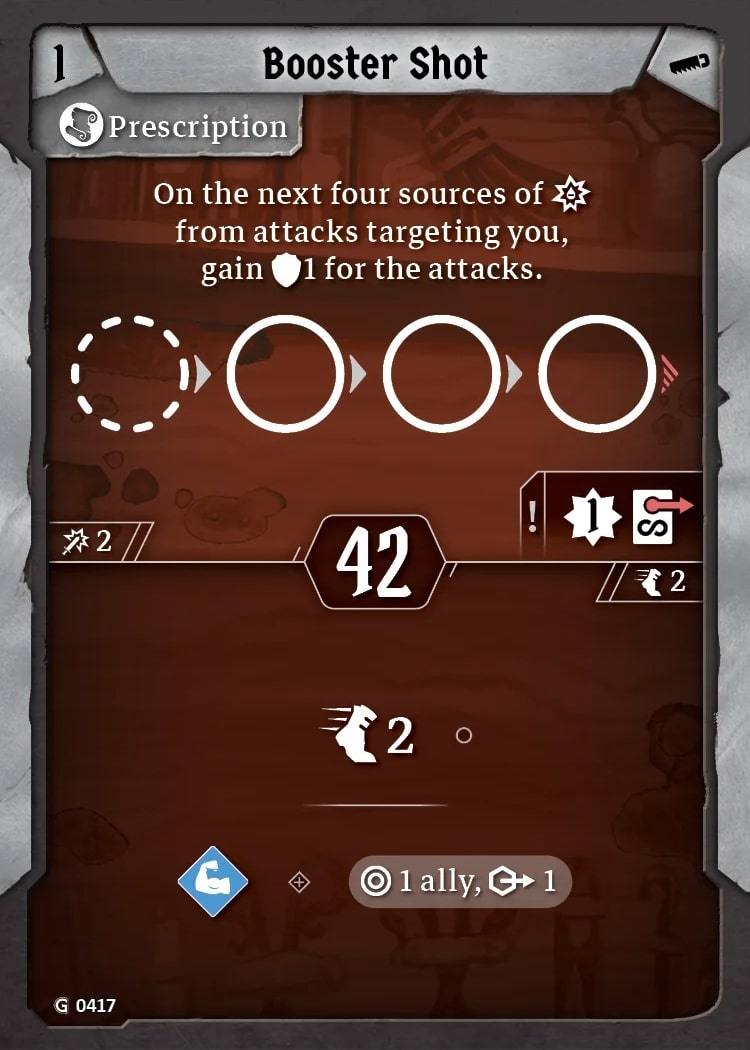 1
Booster Shot
Prescription
On the next four sources of
from attacks targeting you,
gain 1 for the attacks.
! 1
2
42
2
2
1 ally, 1
G 0417